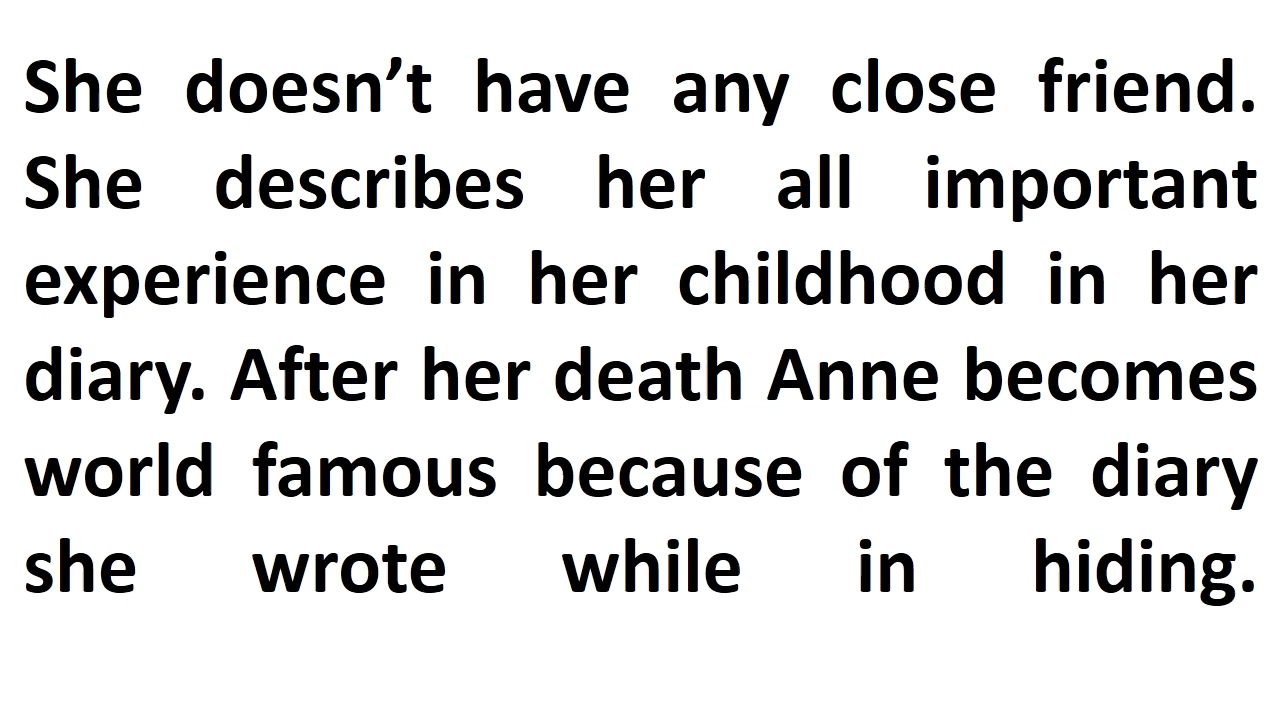 She doesn’t have any close friend.
She describes her all important
experience in her childhood in her
diary. After her death Anne becomes
world famous because of the diary
she wrote while in hiding.